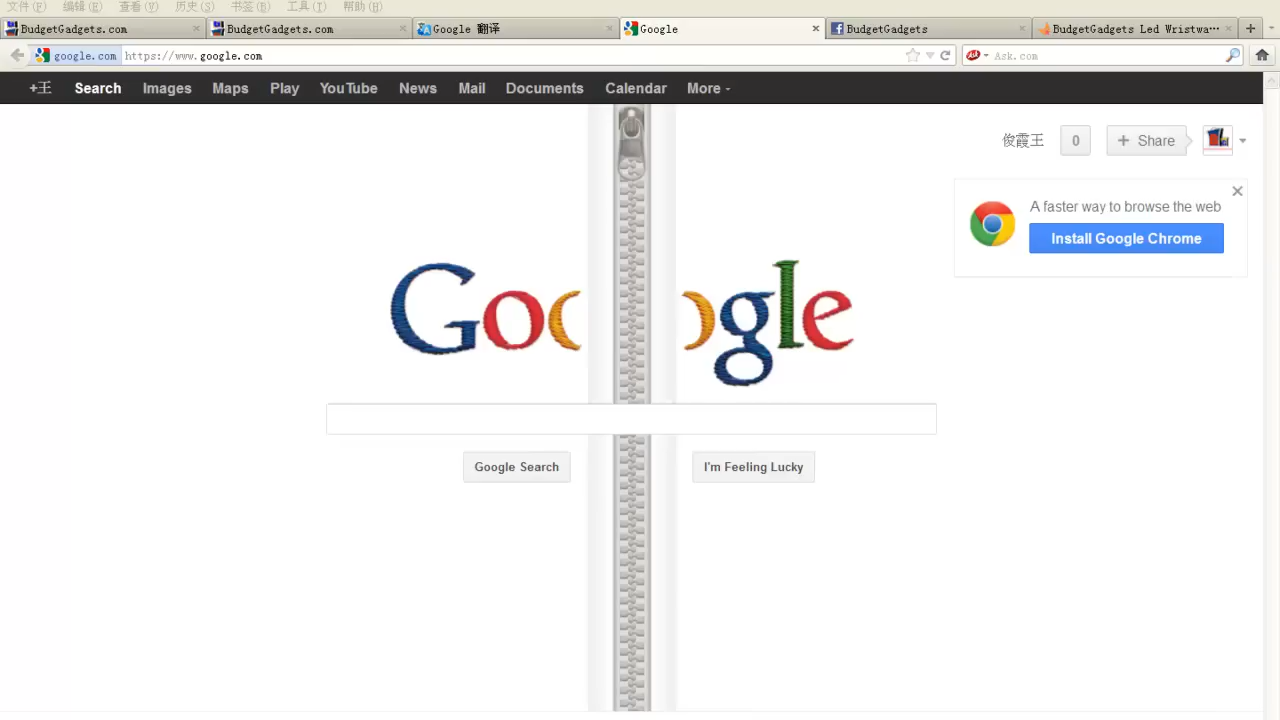 文件(F) 编辑(E) 查看(V) 历史(S) 书签(B) 工具(T) 帮助(H)
BudgetGadgets.com BudgetGadgets.com Google 翻译 Google BudgetGadgets BudgetGadgets Led Wristwa...
google.com https://www.google.com Ask Ask.com
+王 Search Images Maps Play YouTube News Mail Documents Calendar More
俊霞王 0 + Share
A faster way to browse the web
Install Google Chrome
Google
Google Search I'm Feeling Lucky